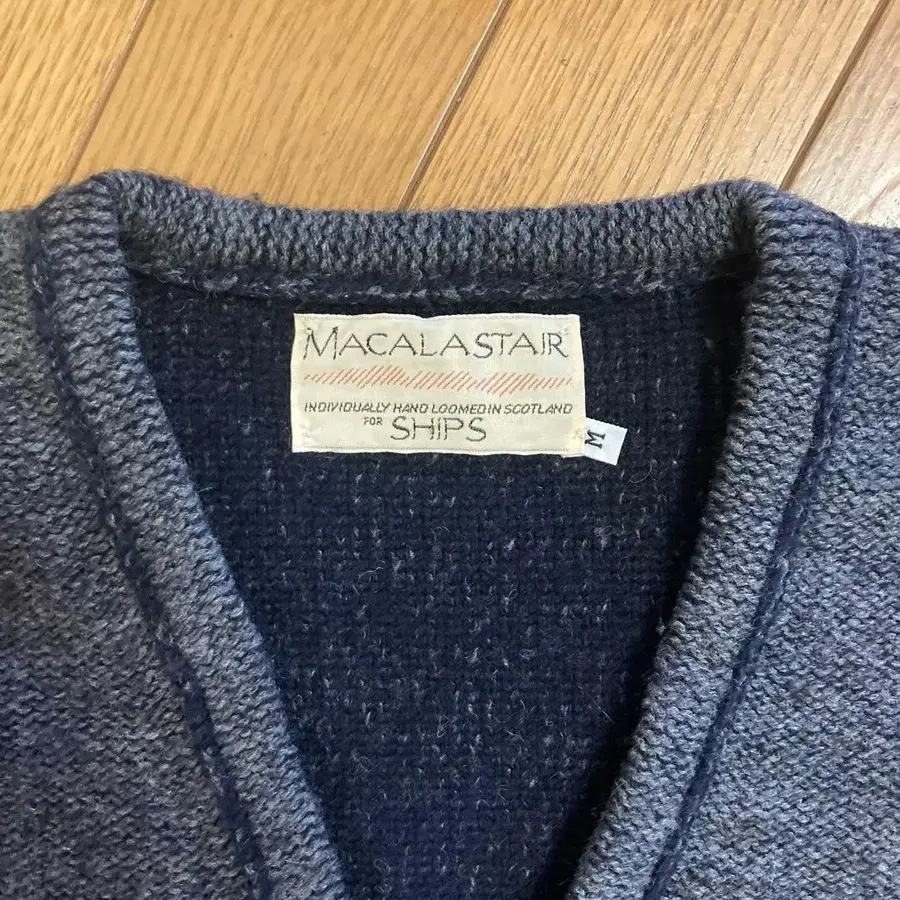 MACALASTAIR
INDIVIDUALLY HAND LOOMED IN SCOTLAND
FOR SHIPS
M